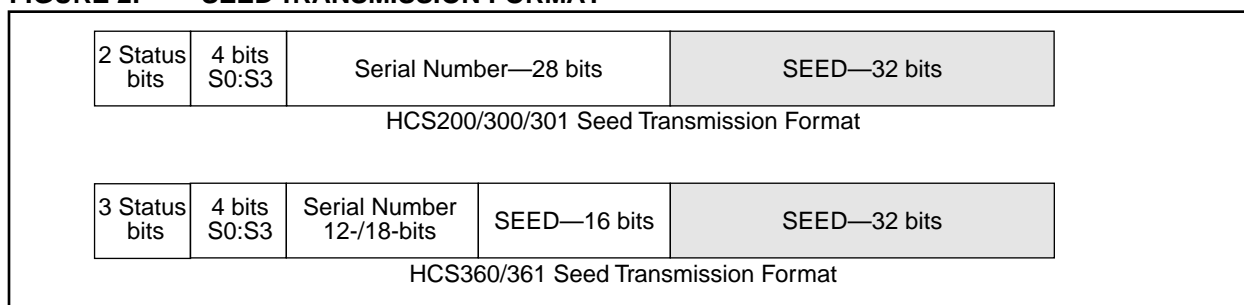 FIGURE 2: SEED TRANSMISSION FORMAT
2 Status bits
4 bits S0:S3
Serial Number—28 bits
SEED—32 bits
HCS200/300/301 Seed Transmission Format
3 Status bits
4 bits S0:S3
Serial Number 12-/18-bits
SEED—16 bits
SEED—32 bits
HCS360/361 Seed Transmission Format